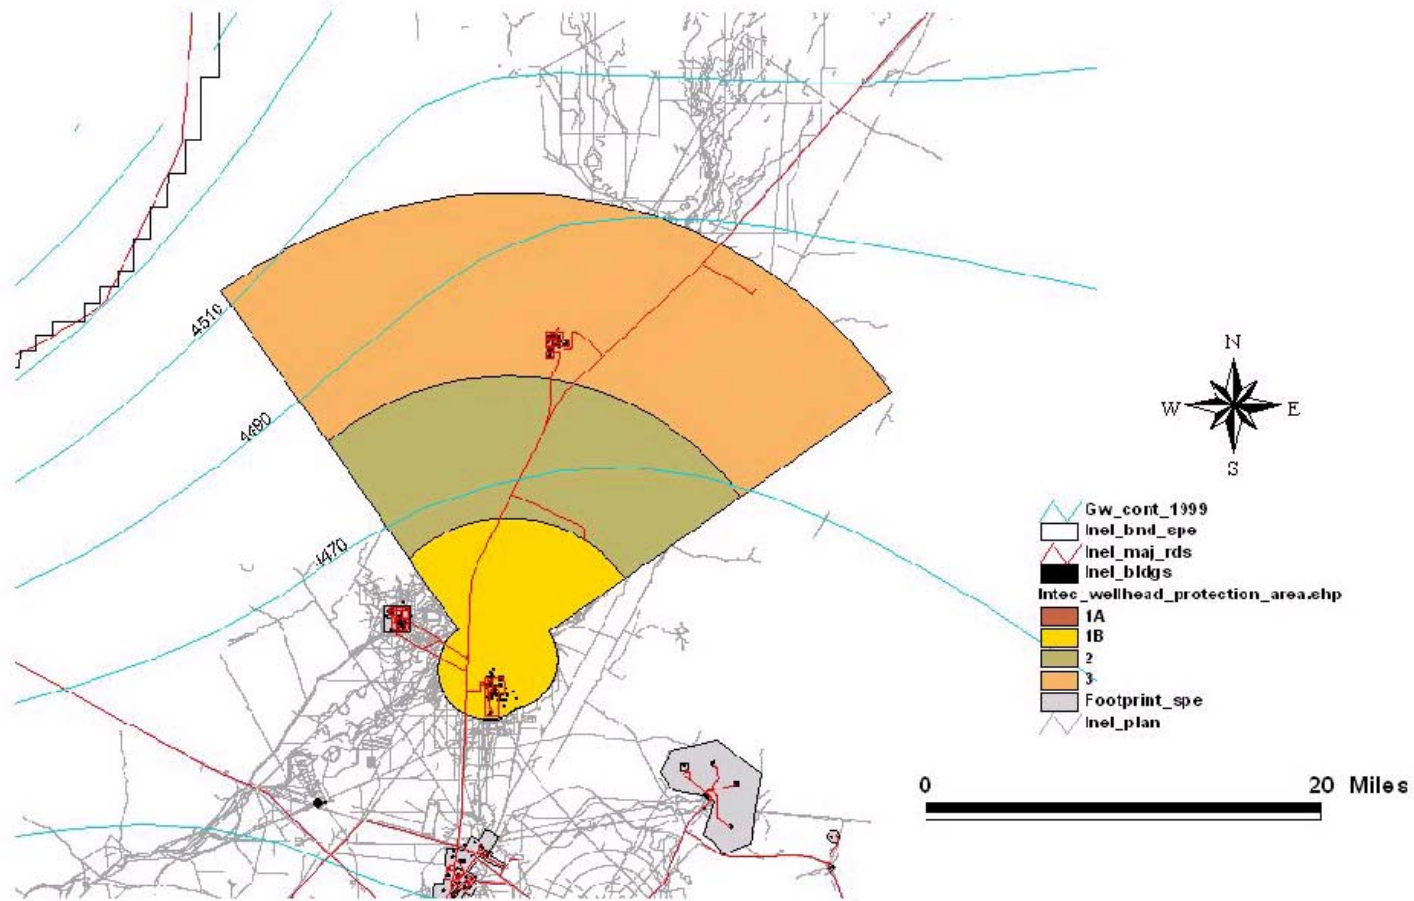 4510
4490
4470
N
W E
S
Gw_cont_1999
Inel_bnd_spe
Inel_maj_rds
Inel_bldgs
Intec_wellhead_protection_area.shp
1A
1B
2
3
Footprint_spe
Inel_plan
0 20 Miles